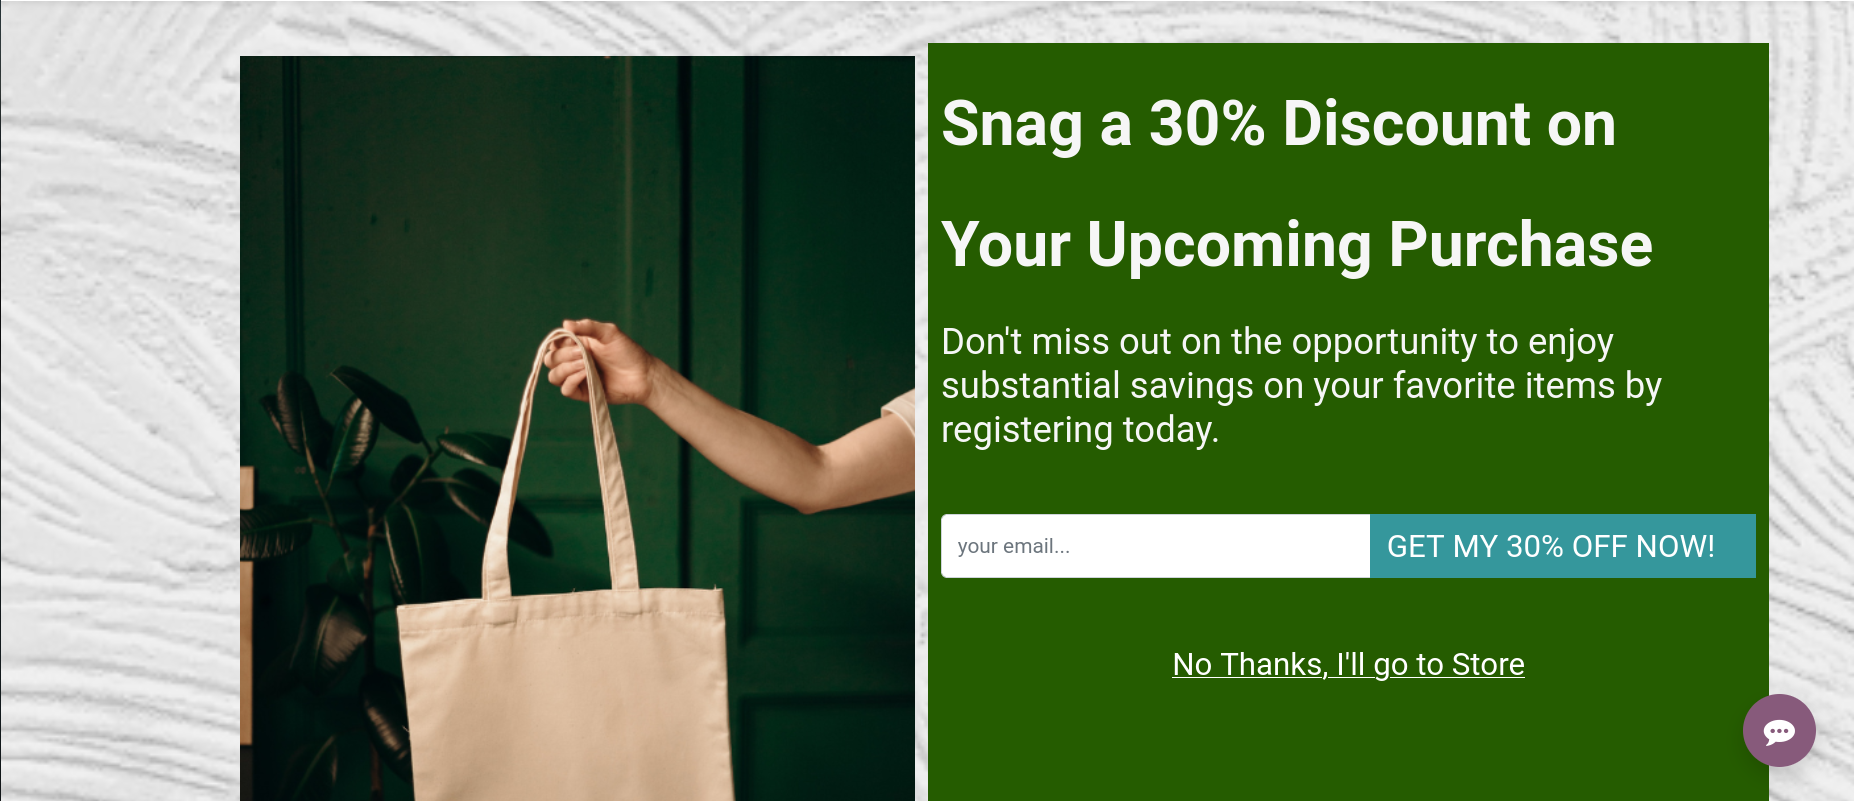 Snag a 30% Discount on
Your Upcoming Purchase
Don't miss out on the opportunity to enjoy
substantial savings on your favorite items by
registering today.
your email...
GET MY 30% OFF NOW!
No Thanks, I'll go to Store